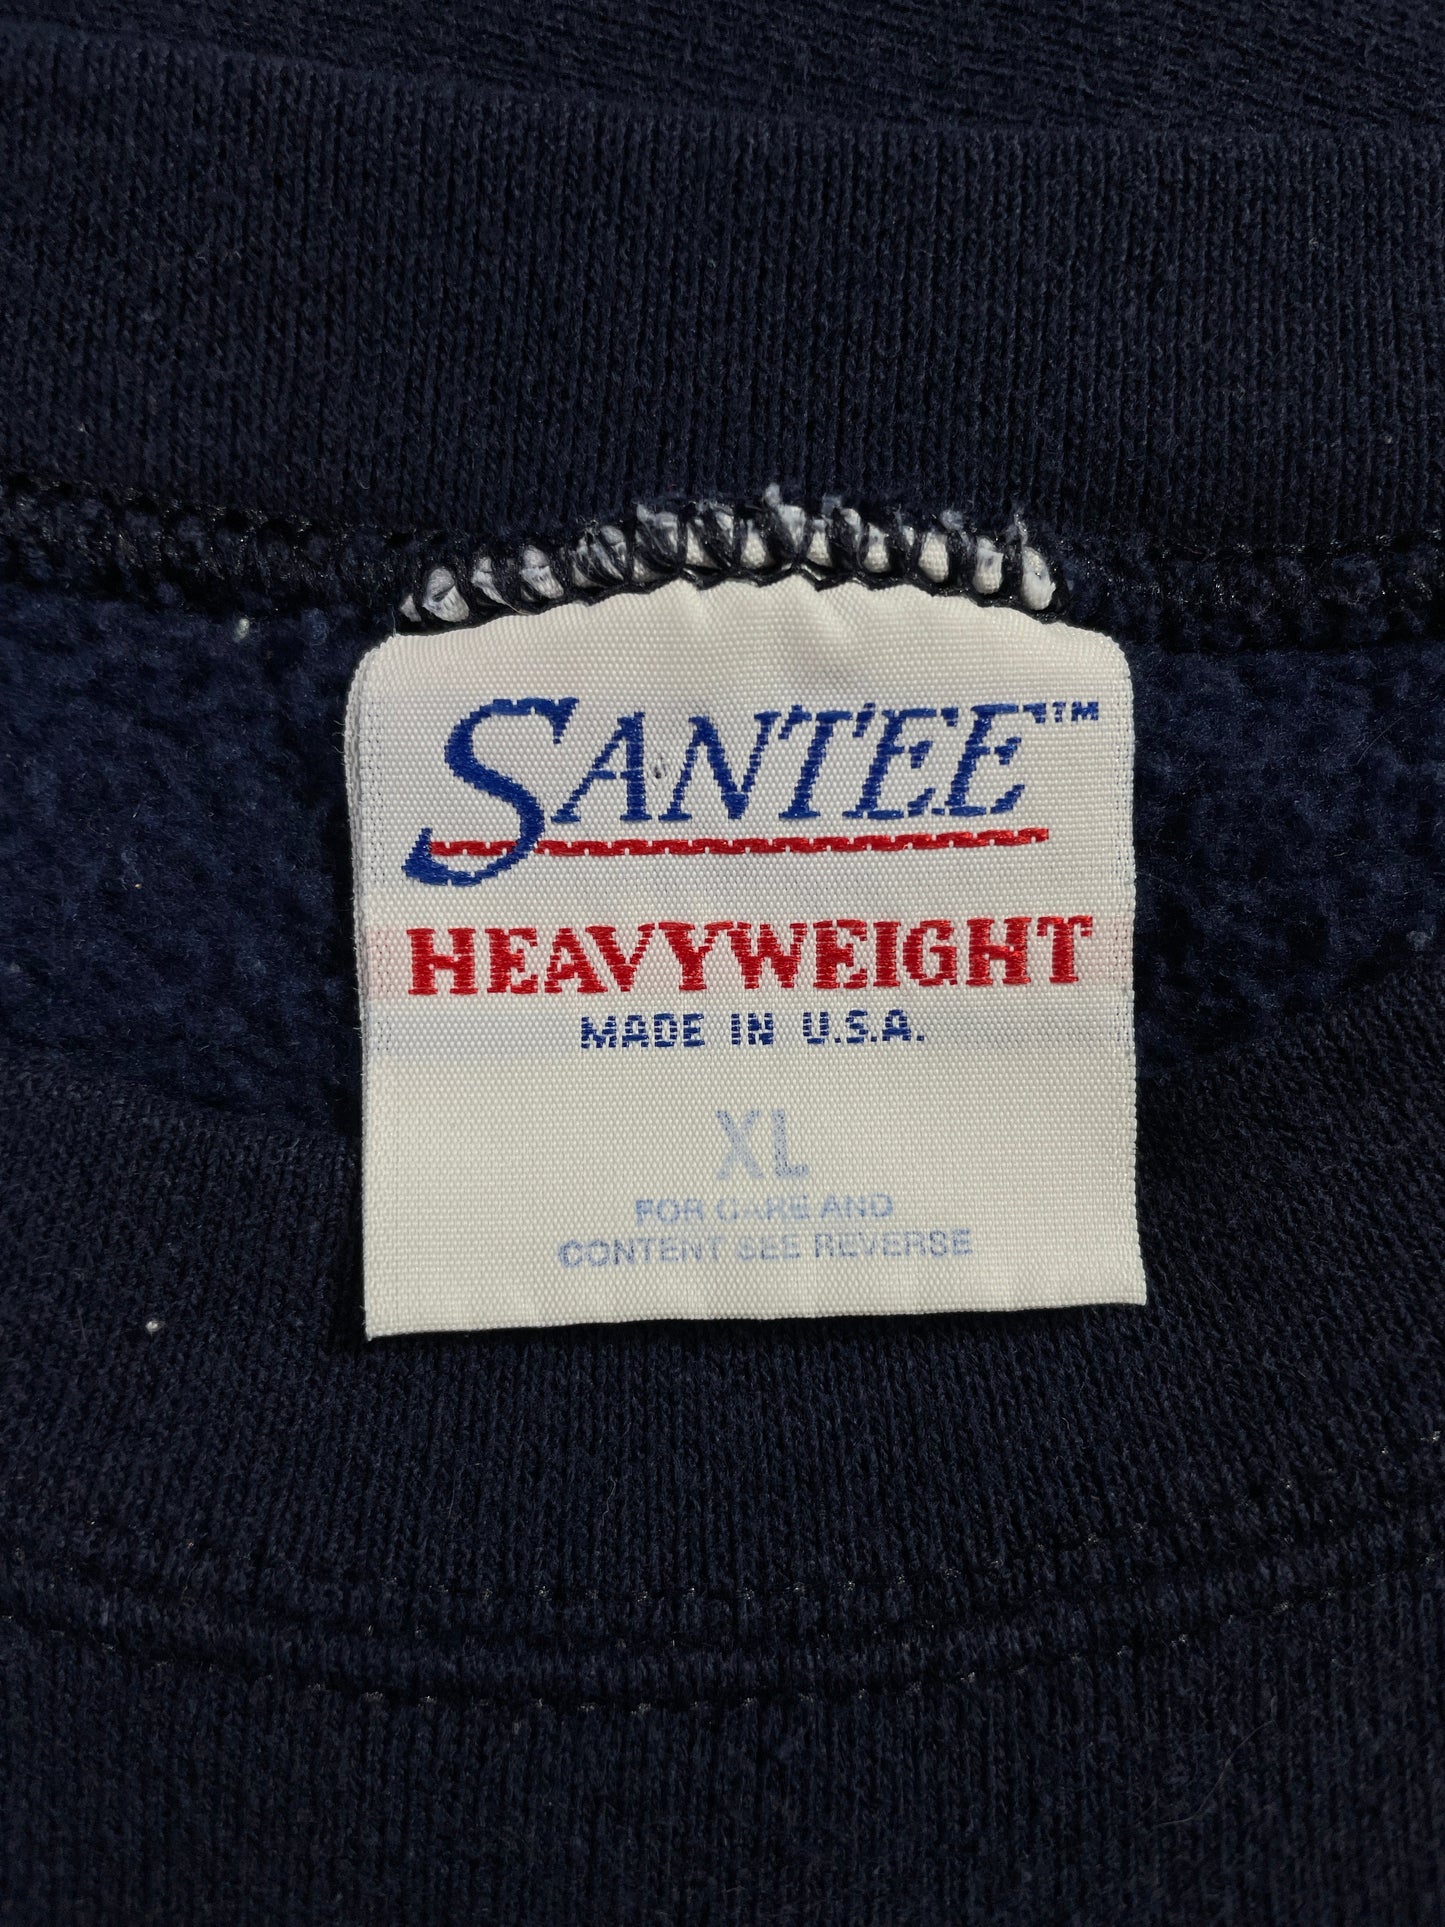 SANTEE™
HEAVYWEIGHT
MADE IN U.S.A.
XL
FOR CARE AND
CONTENT SEE REVERSE